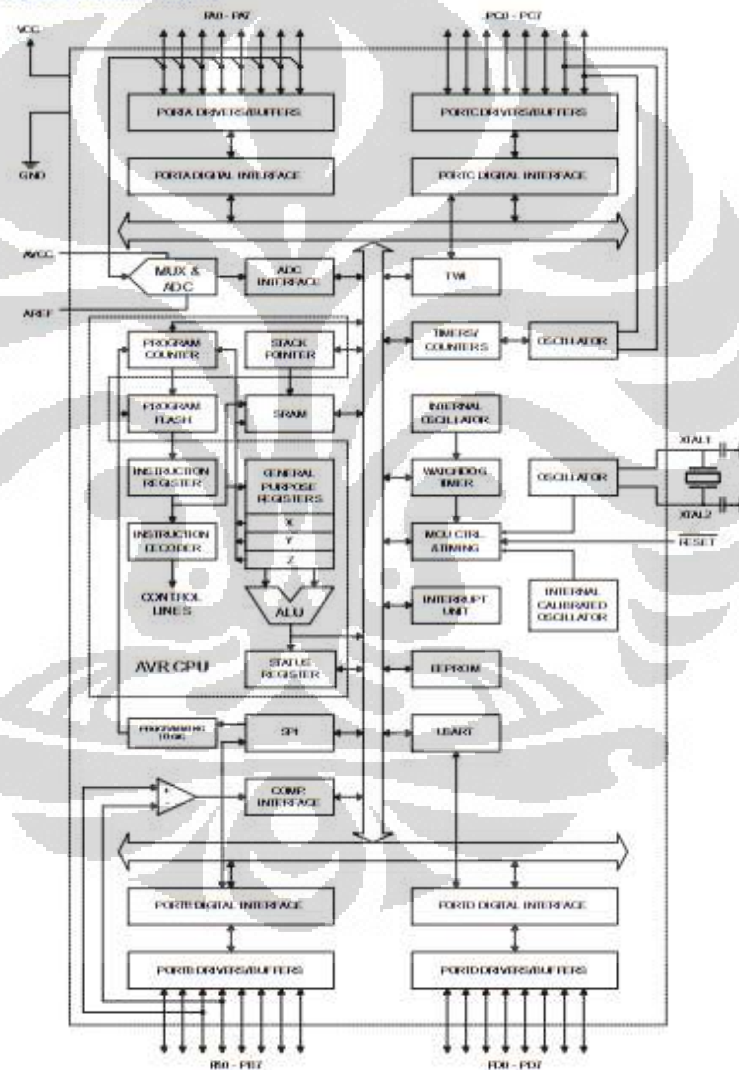 PA0 - PA7
PC0 - PC7
VCC
GND
PORTA DRIVERS/BUFFERS
PORTC DRIVERS/BUFFERS
PORTA DIGITAL INTERFACE
PORTC DIGITAL INTERFACE
AVCC
AREF
MUX &
ADC
ADC
INTERFACE
TWI
PROGRAM
COUNTER
STACK
POINTER
TIMERS/
COUNTERS
OSCILLATOR
PROGRAM
FLASH
SRAM
INTERNAL
OSCILLATOR
INSTRUCTION
REGISTER
GENERAL
PURPOSE
REGISTERS
X
Y
Z
WATCHDOG
TIMER
OSCILLATOR
XTAL1
XTAL2
RESET
INSTRUCTION
DECODER
MCU CTRL
& TIMING
CONTROL
LINES
ALU
INTERRUPT
UNIT
INTERNAL
CALIBRATED
OSCILLATOR
AVR CPU
STATUS
REGISTER
EEPROM
PROGRAMMING
LOGIC
SPI
USART
+
-
COMP.
INTERFACE
PORTB DIGITAL INTERFACE
PORTD DIGITAL INTERFACE
PORTB DRIVERS/BUFFERS
PORTD DRIVERS/BUFFERS
PB0 - PB7
PD0 - PD7